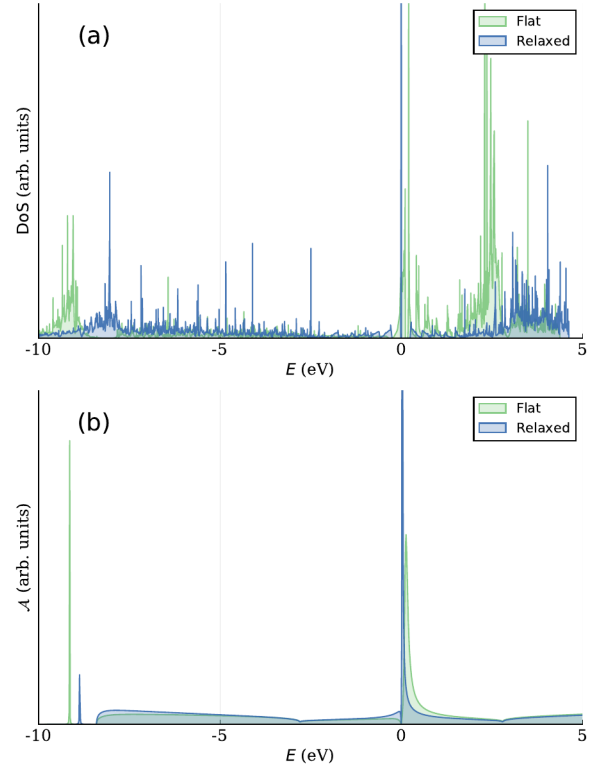 (a)
Flat
Relaxed
DoS (arb. units)
-10
-5
0
5
E (eV)
(b)
Flat
Relaxed
𝒜 (arb. units)
-10
-5
0
5
E (eV)